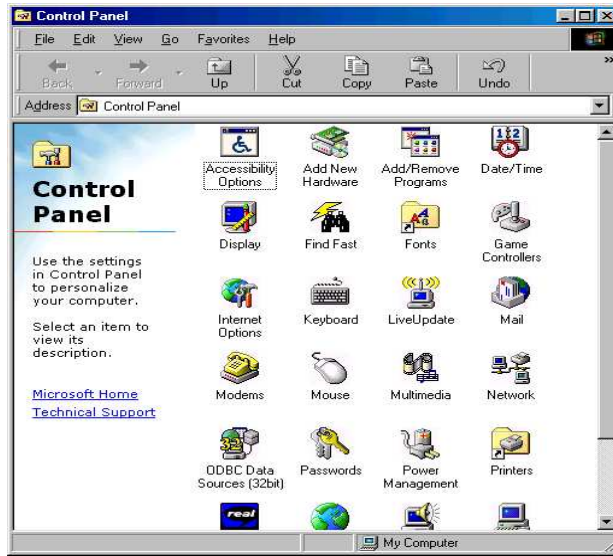 Control Panel
File Edit View Go Favorites Help
Back Forward Up Cut Copy Paste Undo
Address Control Panel
Control
Panel
Use the settings
in Control Panel
to personalize
your computer.
Select an item to
view its
description.
Microsoft Home
Technical Support
Accessibility
Options
Add New
Hardware
Add/Remove
Programs
Date/Time
Display
Find Fast
Fonts
Game
Controllers
Internet
Options
Keyboard
LiveUpdate
Mail
Modems
Mouse
Multimedia
Network
ODBC Data
Sources (32bit)
Passwords
Power
Management
Printers
real
My Computer